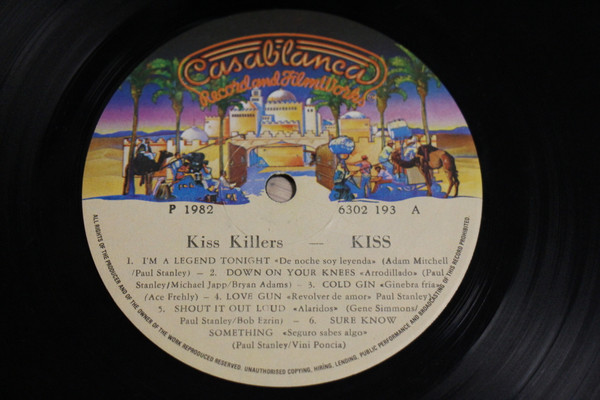 Casablanca
Record and FilmWorks
P 1982
6302 193 A
Kiss Killers — KISS
1. I'M A LEGEND TONIGHT «De noche soy leyenda» (Adam Mitchell
/Paul Stanley) – 2. DOWN ON YOUR KNEES «Arrodillado» (Paul
Stanley/Michael Japp/Bryan Adams) – 3. COLD GIN «Ginebra fria»
(Ace Frehly) – 4. LOVE GUN «Revolver de amor» Paul Stanley)
5. SHOUT IT OUT LOUD «Alaridos» (Gene Simmons/
Paul Stanley/Bob Ezrin) – 6. SURE KNOW
SOMETHING «Seguro sabes algo»
(Paul Stanley/Vini Poncia)
ALL RIGHTS OF THE PRODUCER AND OF THE OWNER OF THE WORK REPRODUCED RESERVED. UNAUTHORISED COPYING, HIRING, LENDING, PUBLIC PERFORMANCE AND BROADCASTING OF THIS RECORD PROHIBITED.